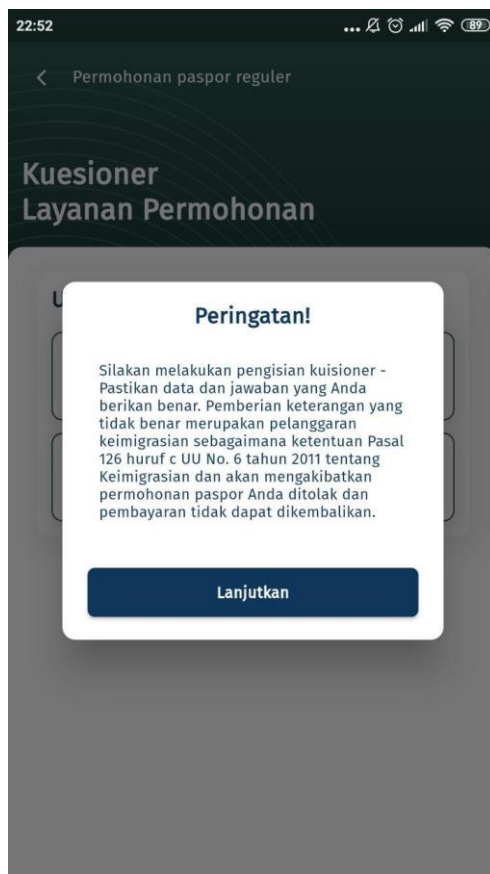 22:52
89
Permohonan paspor reguler
Kuesioner
Layanan Permohonan
U
Peringatan!
Silakan melakukan pengisian kuisioner -
Pastikan data dan jawaban yang Anda
berikan benar. Pemberian keterangan yang
tidak benar merupakan pelanggaran
keimigrasian sebagaimana ketentuan Pasal
126 huruf c UU No. 6 tahun 2011 tentang
Keimigrasian dan akan mengakibatkan
permohonan paspor Anda ditolak dan
pembayaran tidak dapat dikembalikan.
Lanjutkan